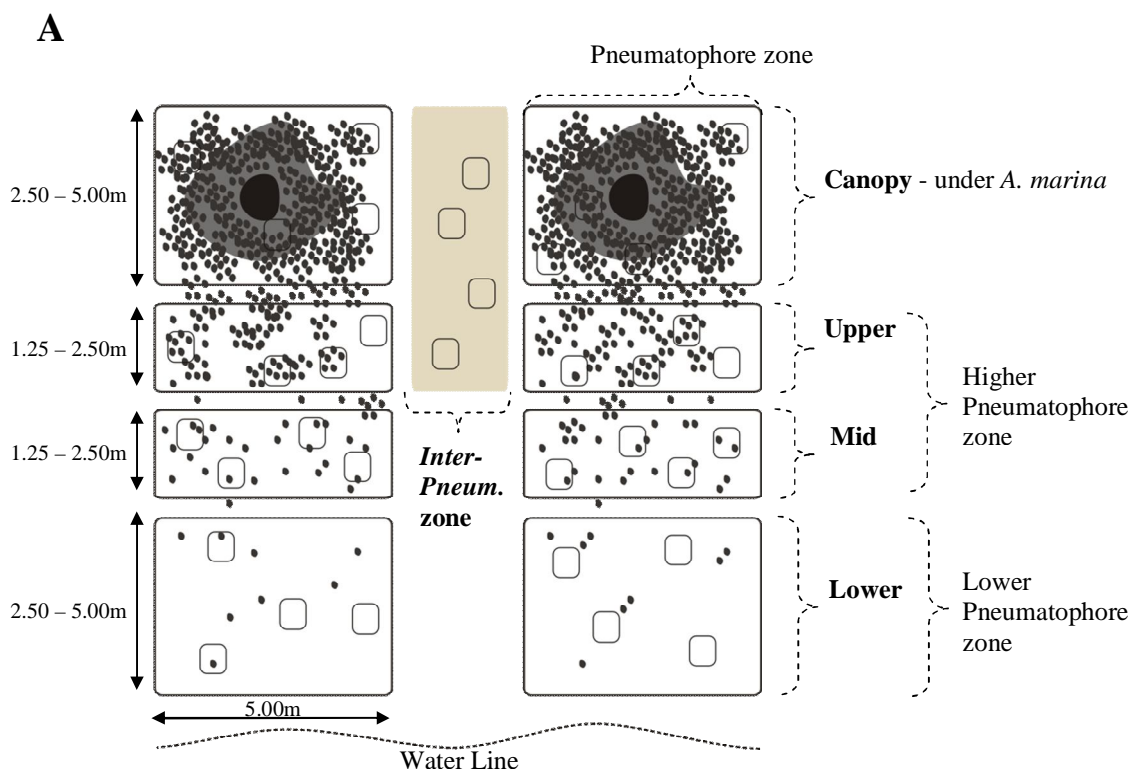 A
Pneumatophore zone
2.50 – 5.00m
Canopy - under A. marina
1.25 – 2.50m
Upper
Higher
Pneumatophore
zone
1.25 – 2.50m
Mid
Inter-
Pneum.
zone
2.50 – 5.00m
Lower
Lower
Pneumatophore
zone
5.00m
Water Line